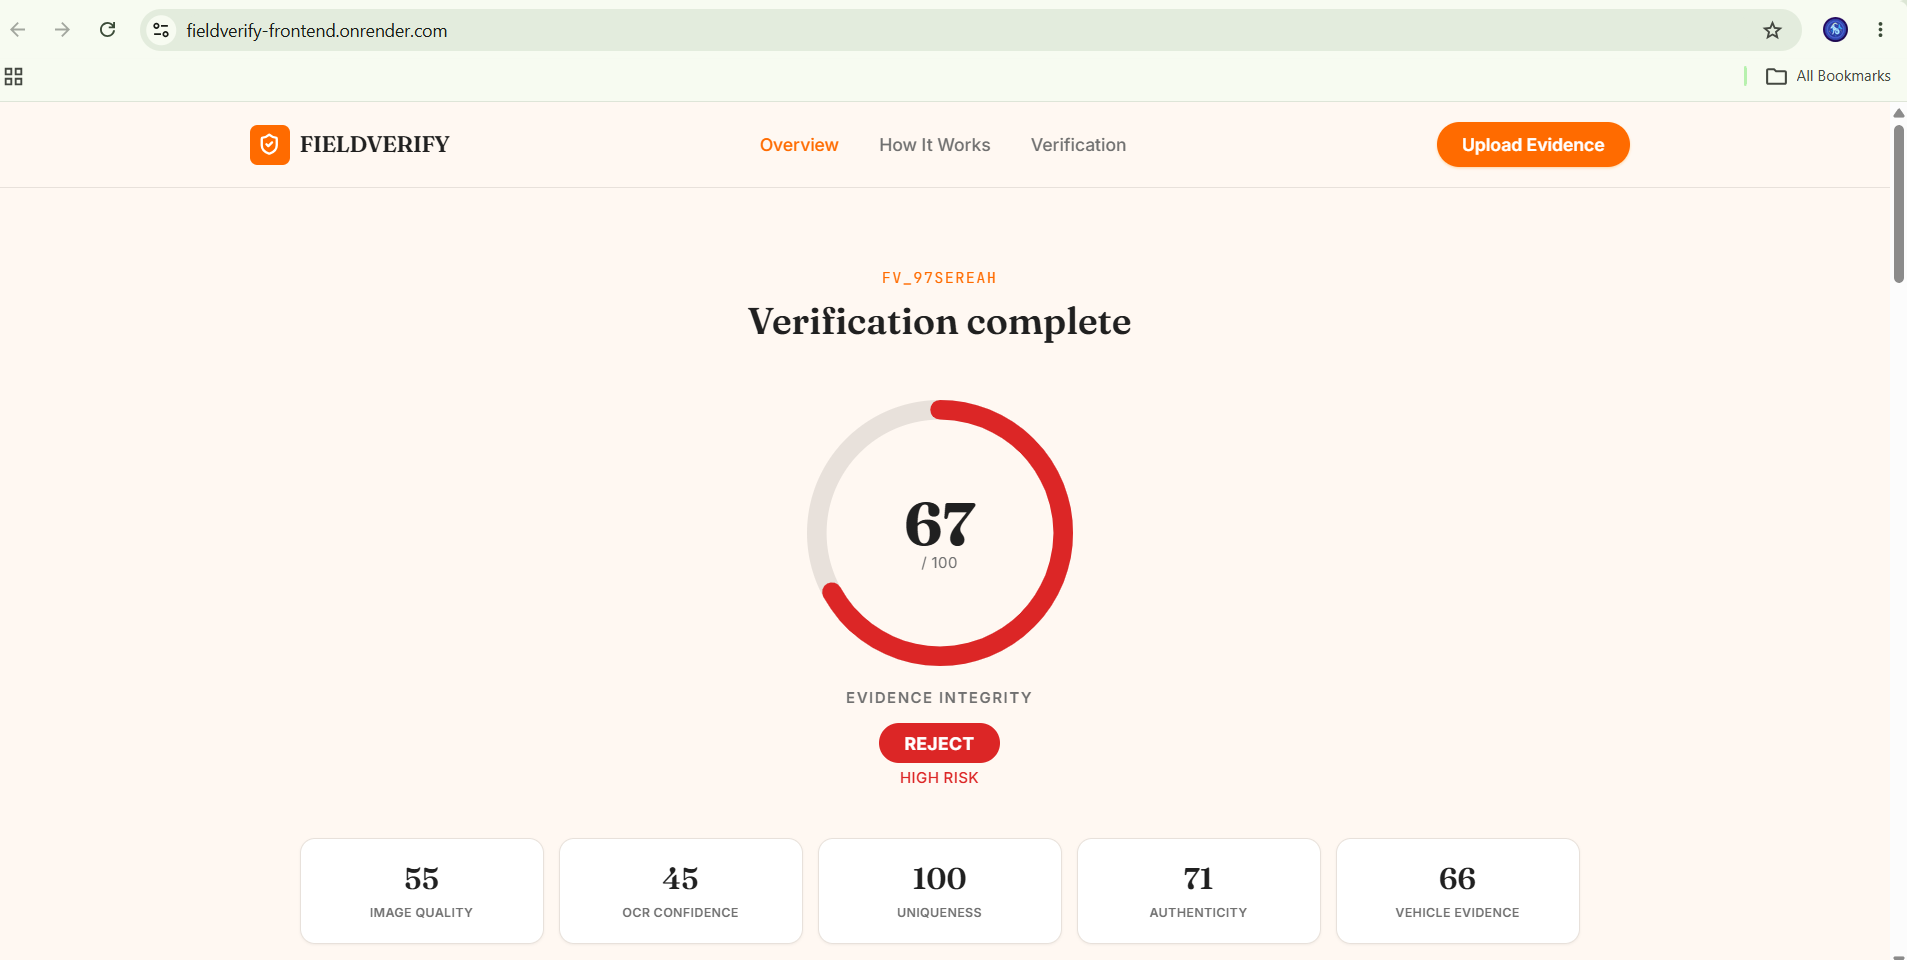 fieldverify-frontend.onrender.com
All Bookmarks
FIELDVERIFY
Overview
How It Works
Verification
Upload Evidence
FV_97SEREAH
Verification complete
67
/ 100
EVIDENCE INTEGRITY
REJECT
HIGH RISK
55
IMAGE QUALITY
45
OCR CONFIDENCE
100
UNIQUENESS
71
AUTHENTICITY
66
VEHICLE EVIDENCE